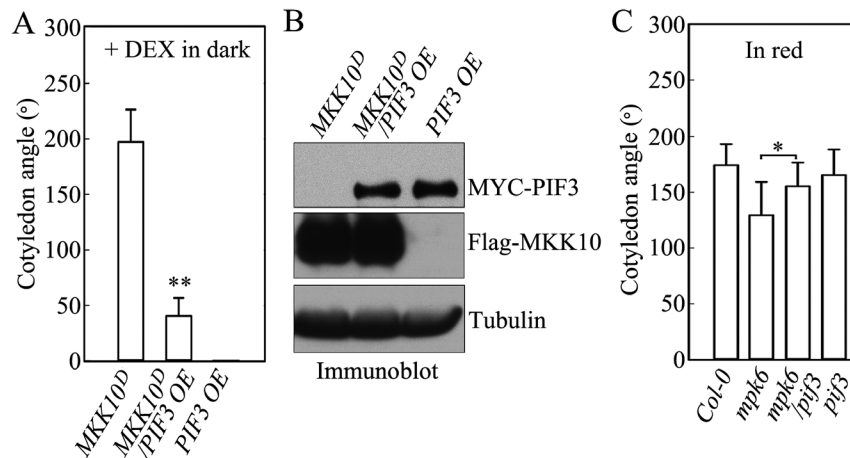 A
+ DEX in dark
Cotyledon angle (°)
300
250
200
150
100
50
0
**
MKK10ᴰ
MKK10ᴰ
/PIF3 OE
PIF3 OE
B
MKK10ᴰ
MKK10ᴰ
/PIF3 OE
PIF3 OE
MYC-PIF3
Flag-MKK10
Tubulin
Immunoblot
C
In red
Cotyledon angle (°)
300
250
200
150
100
50
0
*
Col-0
mpk6
mpk6
/pif3
pif3